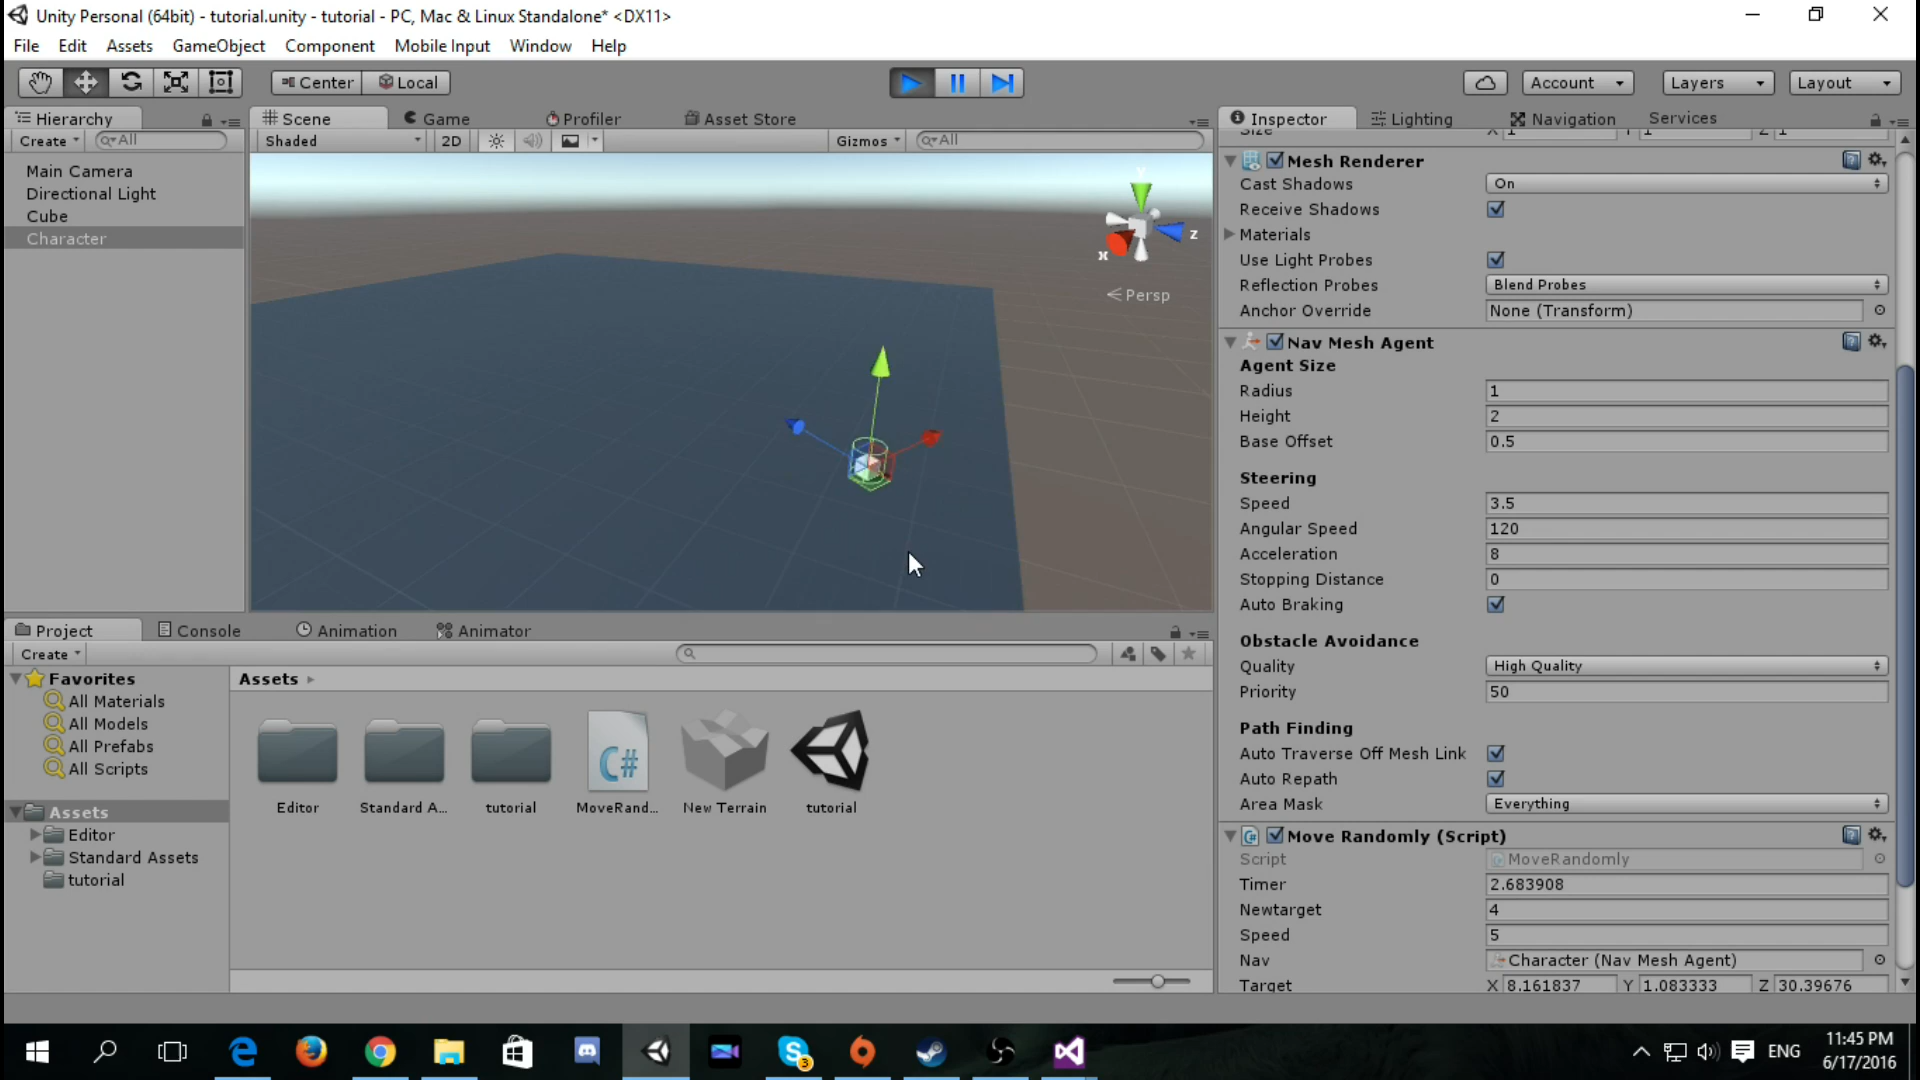 Unity Personal (64bit) - tutorial.unity - tutorial - PC, Mac & Linux Standalone* <DX11>
File Edit Assets GameObject Component Mobile Input Window Help
Center Local Account Layers Layout
Hierarchy
Create All
Main Camera
Directional Light
Cube
Character
Scene Game Profiler Asset Store
Shaded 2D Gizmos All
Y
Z
X
Persp
Inspector Lighting Navigation Services
Size X 1 Y 1 Z 1
Mesh Renderer
Cast Shadows On
Receive Shadows
Materials
Use Light Probes
Reflection Probes Blend Probes
Anchor Override None (Transform)
Nav Mesh Agent
Agent Size
Radius 1
Height 2
Base Offset 0.5
Steering
Speed 3.5
Angular Speed 120
Acceleration 8
Stopping Distance 0
Auto Braking
Obstacle Avoidance
Quality High Quality
Priority 50
Path Finding
Auto Traverse Off Mesh Link
Auto Repath
Area Mask Everything
Move Randomly (Script)
Script MoveRandomly
Timer 2.683908
Newtarget 4
Speed 5
Nav Character (Nav Mesh Agent)
Target X 8.161837 Y 1.083333 Z 30.39676
Project Console Animation Animator
Create
Favorites
All Materials
All Models
All Prefabs
All Scripts
Assets
Editor
Standard Assets
tutorial
Assets
C#
Editor Standard A... tutorial MoveRand... New Terrain tutorial
3
ENG
11:45 PM
6/17/2016